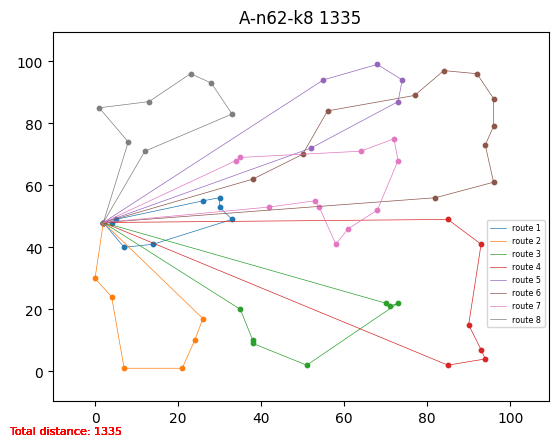 A-n62-k8 1335
100
80
60
40
20
0
0 20 40 60 80 100
route 1
route 2
route 3
route 4
route 5
route 6
route 7
route 8
Total distance: 1335